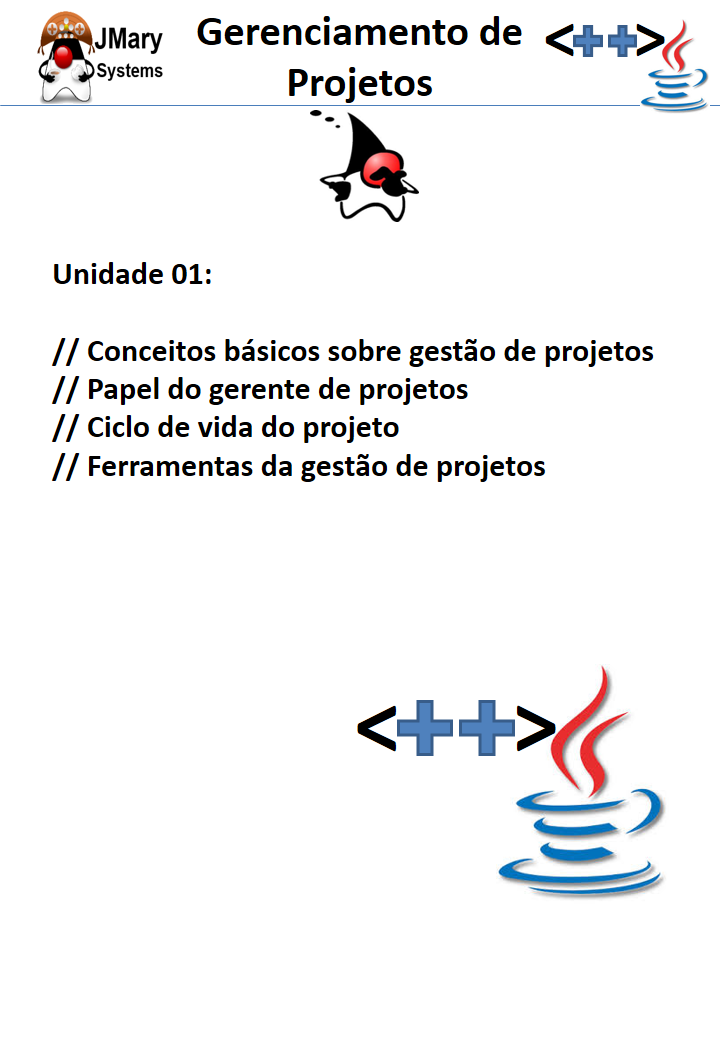 JMary
Systems
Gerenciamento de
Projetos
<++>
Unidade 01:
// Conceitos básicos sobre gestão de projetos
// Papel do gerente de projetos
// Ciclo de vida do projeto
// Ferramentas da gestão de projetos
<++>